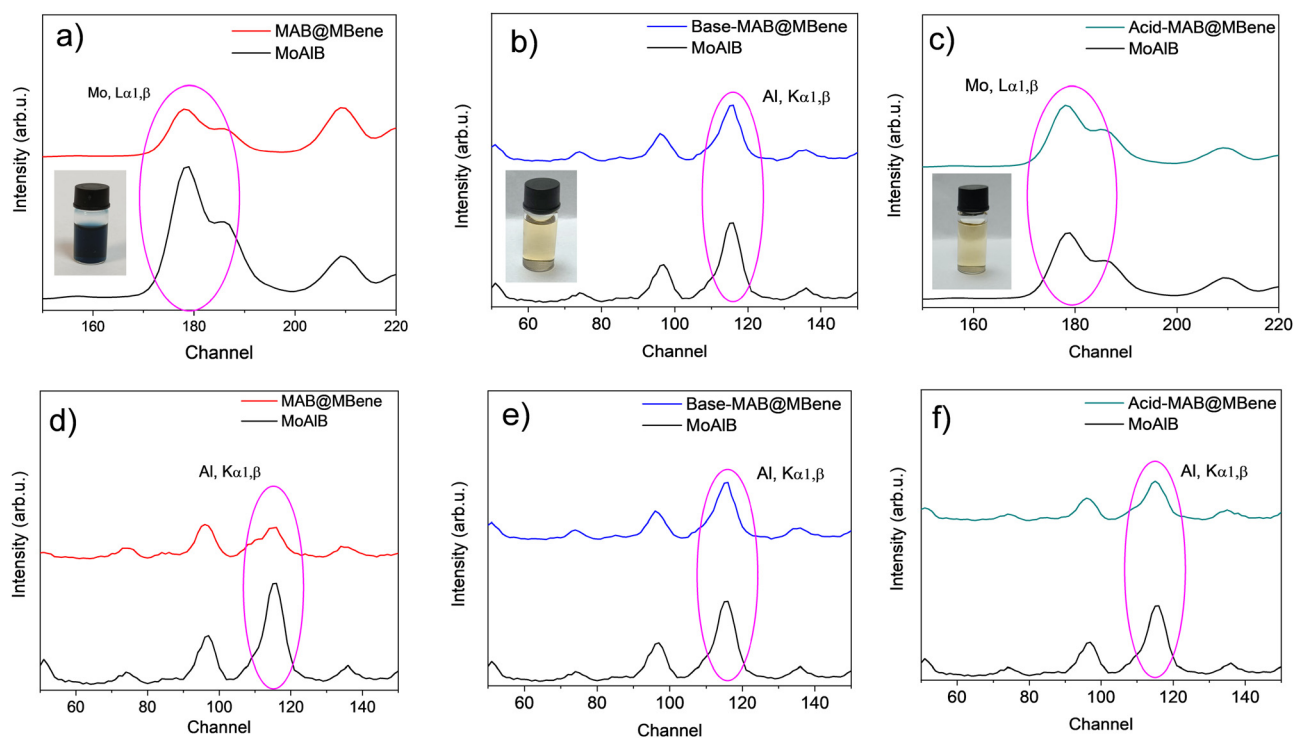 a)
MAB@MBene
MoAlB
Mo, Lα1,β
Intensity (arb.u.)
160 180 200 220
Channel
b)
Base-MAB@MBene
MoAlB
Al, Kα1,β
Intensity (arb.u.)
60 80 100 120 140
Channel
c)
Acid-MAB@MBene
MoAlB
Mo, Lα1,β
Intensity (arb.u.)
160 180 200 220
Channel
d)
MAB@MBene
MoAlB
Al, Kα1,β
Intensity (arb.u.)
60 80 100 120 140
Channel
e)
Base-MAB@MBene
MoAlB
Al, Kα1,β
Intensity (arb.u.)
60 80 100 120 140
Channel
f)
Acid-MAB@MBene
MoAlB
Al, Kα1,β
Intensity (arb.u.)
60 80 100 120 140
Channel